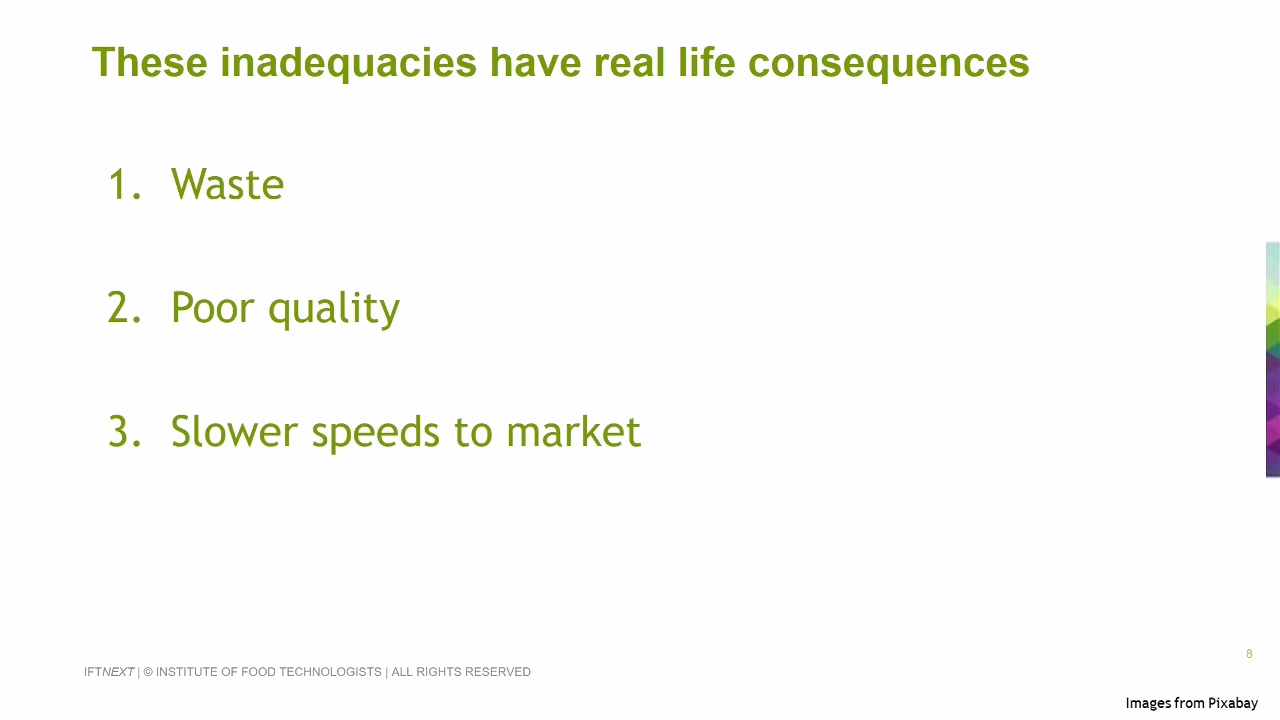 These inadequacies have real life consequences
1. Waste
2. Poor quality
3. Slower speeds to market
8
IFTNEXT | © INSTITUTE OF FOOD TECHNOLOGISTS | ALL RIGHTS RESERVED
Images from Pixabay